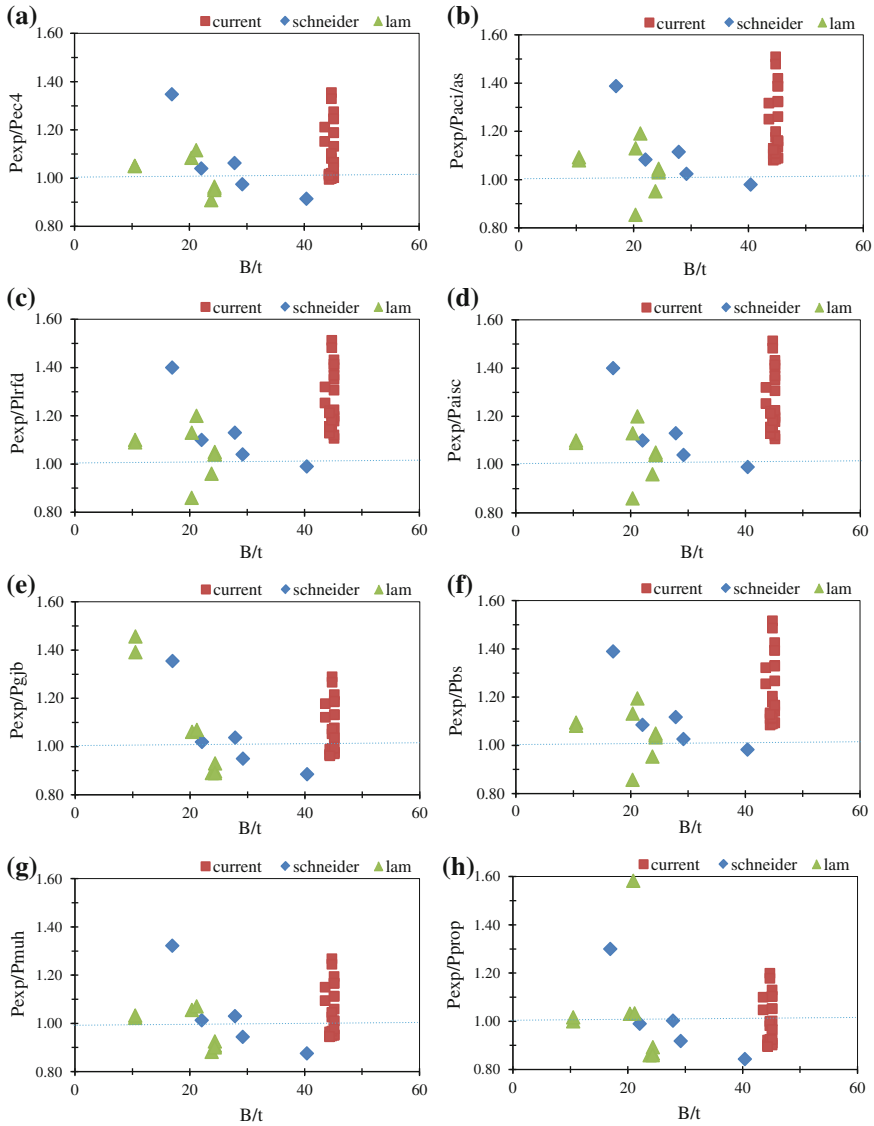 (a)
current schneider lam
1.60
1.40
1.20
1.00
0.80
Pexp/Pec4
0 20 40 60
B/t
(b)
current schneider lam
1.60
1.40
1.20
1.00
0.80
Pexp/Paci/as
0 20 40 60
B/t
(c)
current schneider lam
1.60
1.40
1.20
1.00
0.80
Pexp/Plrfd
0 20 40 60
B/t
(d)
current schneider lam
1.60
1.40
1.20
1.00
0.80
Pexp/Paisc
0 20 40 60
B/t
(e)
current schneider lam
1.60
1.40
1.20
1.00
0.80
Pexp/Pgjb
0 20 40 60
B/t
(f)
current schneider lam
1.60
1.40
1.20
1.00
0.80
Pexp/Pbs
0 20 40 60
B/t
(g)
current schneider lam
1.60
1.40
1.20
1.00
0.80
Pexp/Pmuh
0 20 40 60
B/t
(h)
current schneider lam
1.60
1.40
1.20
1.00
0.80
Pexp/Pprop
0 20 40 60
B/t